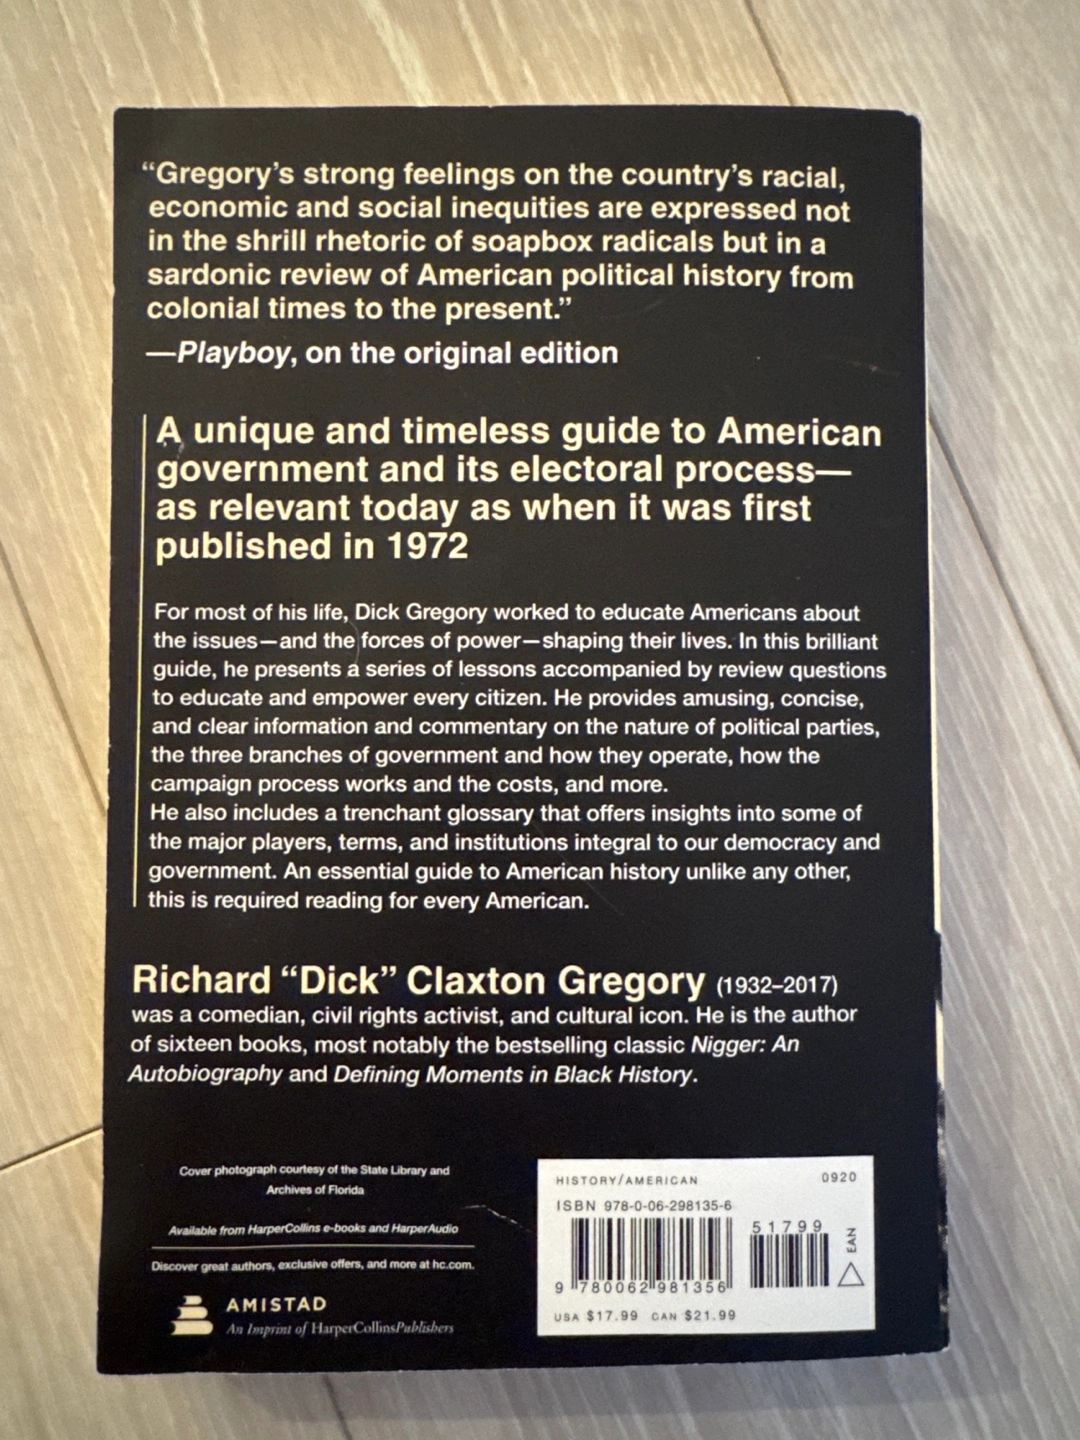 “Gregory’s strong feelings on the country’s racial,
economic and social inequities are expressed not
in the shrill rhetoric of soapbox radicals but in a
sardonic review of American political history from
colonial times to the present.”
—Playboy, on the original edition
A unique and timeless guide to American
government and its electoral process—
as relevant today as when it was first
published in 1972
For most of his life, Dick Gregory worked to educate Americans about
the issues—and the forces of power—shaping their lives. In this brilliant
guide, he presents a series of lessons accompanied by review questions
to educate and empower every citizen. He provides amusing, concise,
and clear information and commentary on the nature of political parties,
the three branches of government and how they operate, how the
campaign process works and the costs, and more.
He also includes a trenchant glossary that offers insights into some of
the major players, terms, and institutions integral to our democracy and
government. An essential guide to American history unlike any other,
this is required reading for every American.
Richard “Dick” Claxton Gregory (1932–2017)
was a comedian, civil rights activist, and cultural icon. He is the author
of sixteen books, most notably the bestselling classic Nigger: An
Autobiography and Defining Moments in Black History.
Cover photograph courtesy of the State Library and
Archives of Florida
Available from HarperCollins e-books and HarperAudio
Discover great authors, exclusive offers, and more at hc.com.
AMISTAD
An Imprint of HarperCollinsPublishers
HISTORY/AMERICAN 0920
ISBN 978-0-06-298135-6
51799
EAN
9 780062 981356
USA $17.99 CAN $21.99